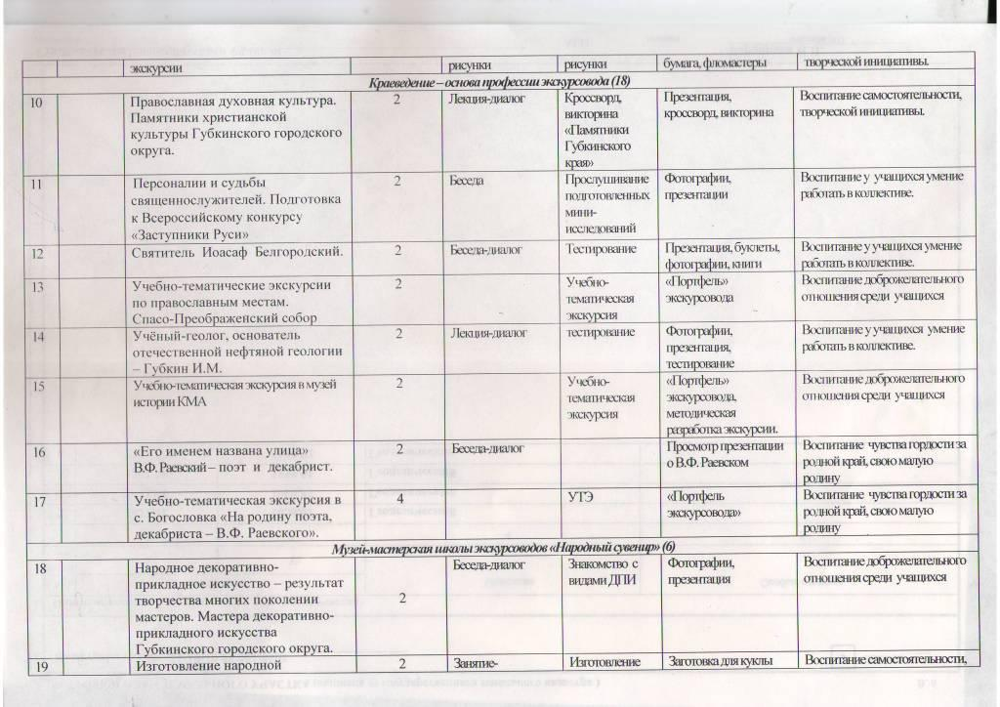 экскурсии рисунки рисунки бумага, фломастеры творческой инициативы.
Краеведение – основа профессии экскурсовода (18)
10 Православная духовная культура. 2 Лекция-диалог Кроссворд, Презентация, Воспитание самостоятельности,
Памятники христианской викторина кроссворд, викторина творческой инициативы.
культуры Губкинского городского «Памятники
округа. Губкинского
края»
11 Персоналии и судьбы 2 Беседа Прослушивание Фотографии, Воспитание у учащихся умение
священнослужителей. Подготовка подготовленных презентации работать в коллективе.
к Всероссийскому конкурсу мини-
«Заступники Руси» исследований
12 Святитель Иоасаф Белгородский. 2 Беседа-диалог Тестирование Презентация, буклеты, Воспитание у учащихся умение
фотографии, книги работать в коллективе.
13 Учебно-тематические экскурсии 2 Учебно- «Портфель» Воспитание доброжелательного
по православным местам. тематическая экскурсовода отношения среди учащихся
Спасо-Преображенский собор экскурсия
14 Учёный-геолог, основатель 2 Лекция-диалог тестирование Фотографии, Воспитание у учащихся умение
отечественной нефтяной геологии презентация, работать в коллективе.
– Губкин И.М. тестирование
15 Учебно-тематическая экскурсия в музей 2 Учебно- «Портфель» Воспитание доброжелательного
истории КМА тематическая экскурсовода, отношения среди учащихся
экскурсия методическая
разработка экскурсии.
16 «Его именем названа улица» 2 Беседа-диалог Просмотр презентации Воспитание чувства гордости за
В.Ф. Раевский – поэт и декабрист. о В.Ф. Раевском родной край, свою малую
родину
17 Учебно-тематическая экскурсия в 4 УТЭ «Портфель Воспитание чувства гордости за
с. Богословка «На родину поэта, экскурсовода» родной край, свою малую
декабриста – В.Ф. Раевского». родину
Музей-мастерская школы экскурсоводов «Народный сувенир» (6)
18 Народное декоративно- 2 Беседа-диалог Знакомство с Фотографии, Воспитание доброжелательного
прикладное искусство – результат видами ДПИ презентация отношения среди учащихся
творчества многих поколении
мастеров. Мастера декоративно-
прикладного искусства
Губкинского городского округа.
19 Изготовление народной 2 Занятие- Изготовление Заготовка для куклы Воспитание самостоятельности,